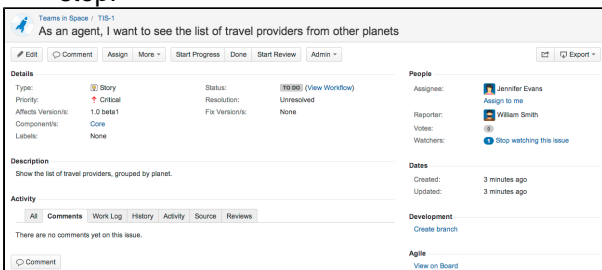 step.
Teams in Space / TIS-1
As an agent, I want to see the list of travel providers from other planets
Edit Comment Assign More Start Progress Done Start Review Admin Export
Details
Type: Story Status: TO DO (View Workflow)
Priority: Critical Resolution: Unresolved
Affects Version/s: 1.0 beta1 Fix Version/s: None
Component/s: Core
Labels: None
Description
Show the list of travel providers, grouped by planet.
Activity
All Comments Work Log History Activity Source Reviews
There are no comments yet on this issue.
Comment
People
Assignee: Jennifer Evans
Assign to me
Reporter: William Smith
Votes: 0
Watchers: 1 Stop watching this issue
Dates
Created: 3 minutes ago
Updated: 3 minutes ago
Development
Create branch
Agile
View on Board